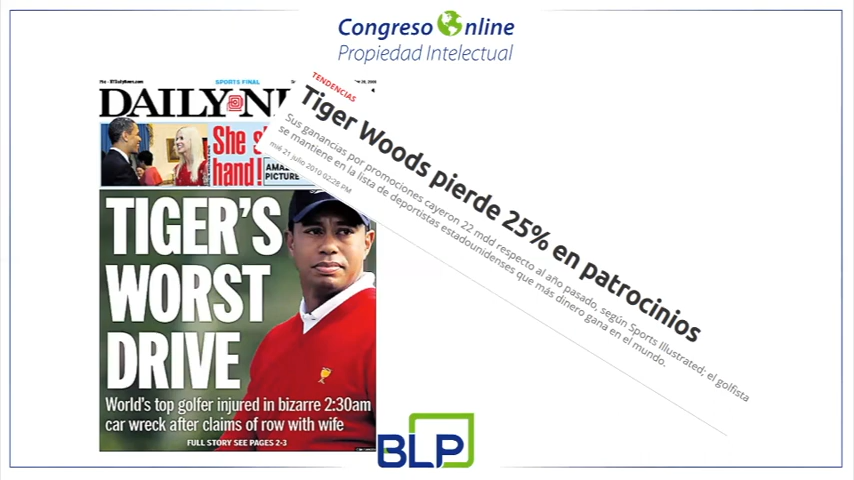 Congreso Online
Propiedad Intelectual
SPORTS FINAL
DAILY N
She s
hand!
PICTURE
TIGER'S
WORST
DRIVE
World's top golfer injured in bizarre 2:30am
car wreck after claims of row with wife
FULL STORY SEE PAGES 2-3
TENDENCIAS
Tiger Woods pierde 25% en patrocinios
Sus ganancias por promociones cayeron 22 mdd respecto al año pasado, según Sports Illustrated; el golfista
se mantiene en la lista de deportistas estadounidenses que más dinero gana en el mundo.
mié 21 julio 2010 02:28 PM
BLP